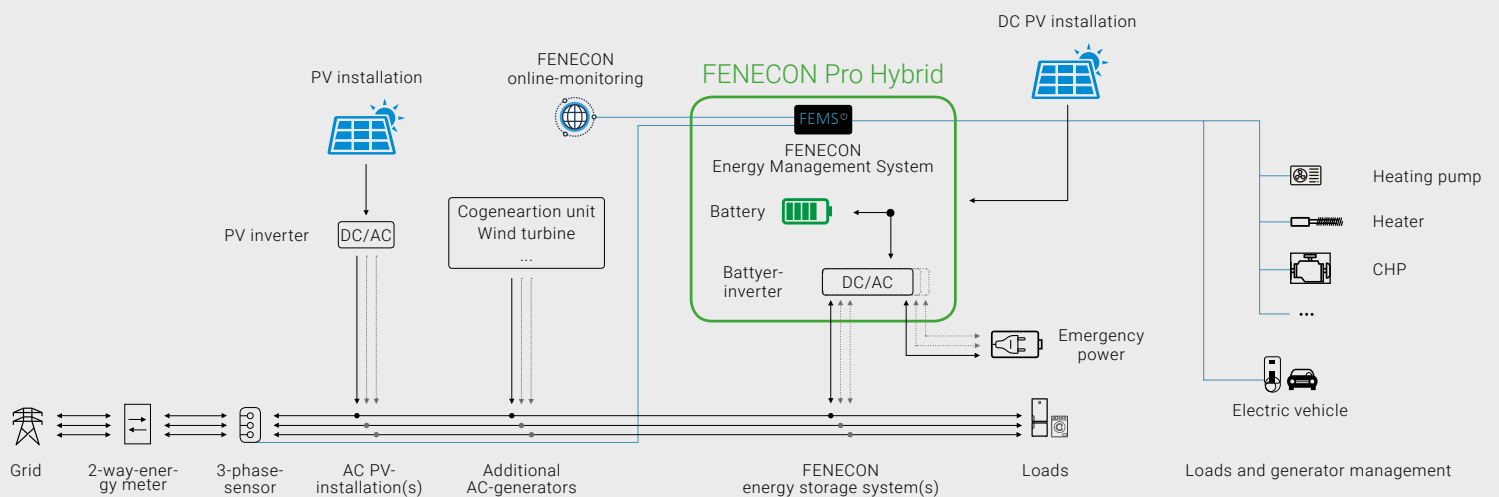 DC PV installation
FENECON
online-monitoring
PV installation
FENECON Pro Hybrid
FEMS
FENECON
Energy Management System
Heating pump
Battery
Cogeneartion unit
Wind turbine
...
Heater
PV inverter
DC/AC
Battyer-
inverter
DC/AC
CHP
...
Emergency
power
Electric vehicle
Grid
2-way-ener-
gy meter
3-phase-
sensor
AC PV-
installation(s)
Additional
AC-generators
FENECON
energy storage system(s)
Loads
Loads and generator management